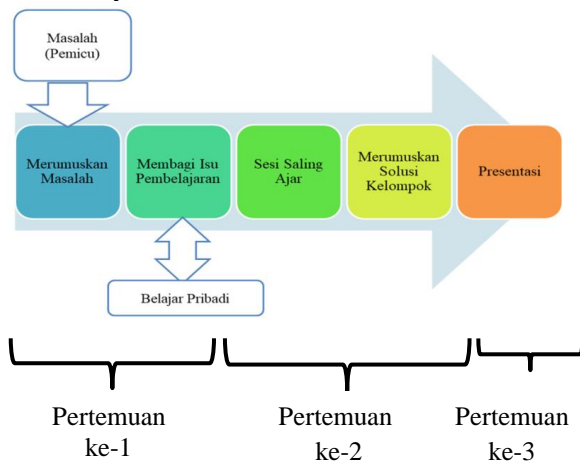 Masalah
(Pemicu)
Merumuskan
Masalah
Membagi Isu
Pembelajaran
Sesi Saling
Ajar
Merumuskan
Solusi
Kelompok
Presentasi
Belajar Pribadi
Pertemuan
ke-1
Pertemuan
ke-2
Pertemuan
ke-3